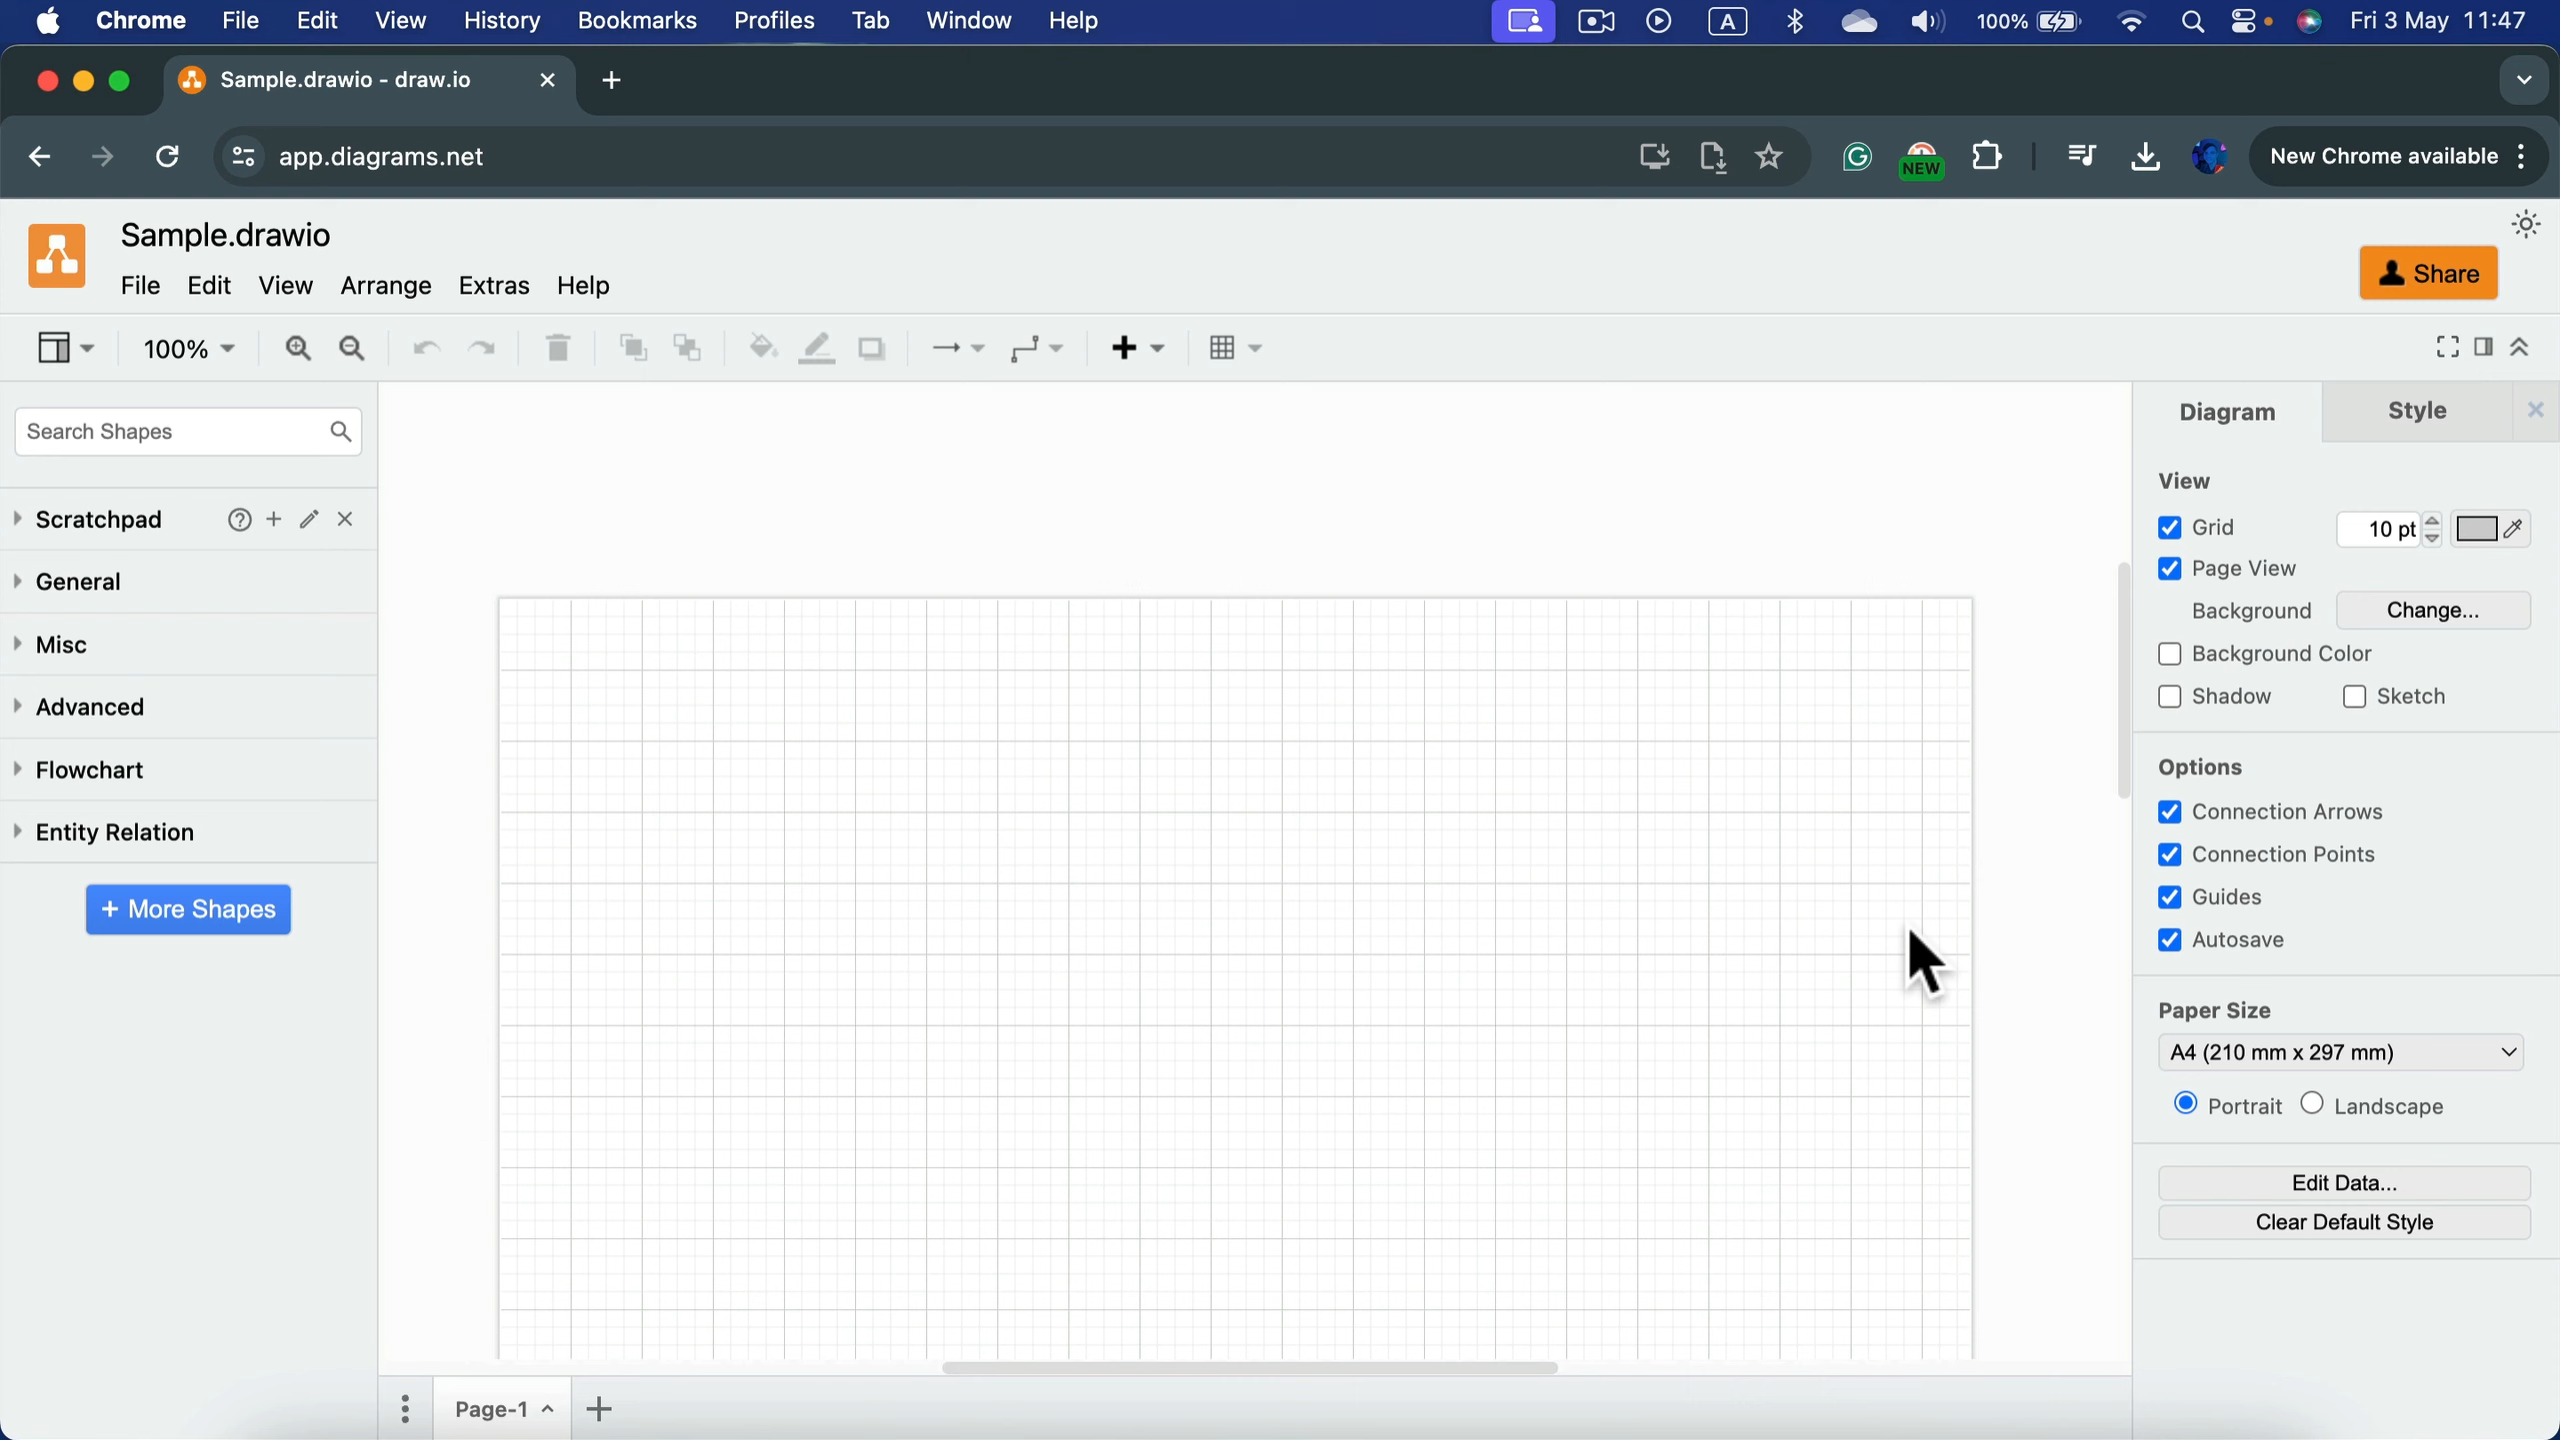 Chrome File Edit View History Bookmarks Profiles Tab Window Help A 100% Fri 3 May 11:47
Sample.drawio - draw.io
app.diagrams.net NEW New Chrome available
Sample.drawio
File Edit View Arrange Extras Help
Share
100%
Search Shapes
Scratchpad
General
Misc
Advanced
Flowchart
Entity Relation
+ More Shapes
Diagram Style
View
Grid 10 pt
Page View
Background Change...
Background Color
Shadow Sketch
Options
Connection Arrows
Connection Points
Guides
Autosave
Paper Size
A4 (210 mm x 297 mm)
Portrait Landscape
Edit Data...
Clear Default Style
Page-1